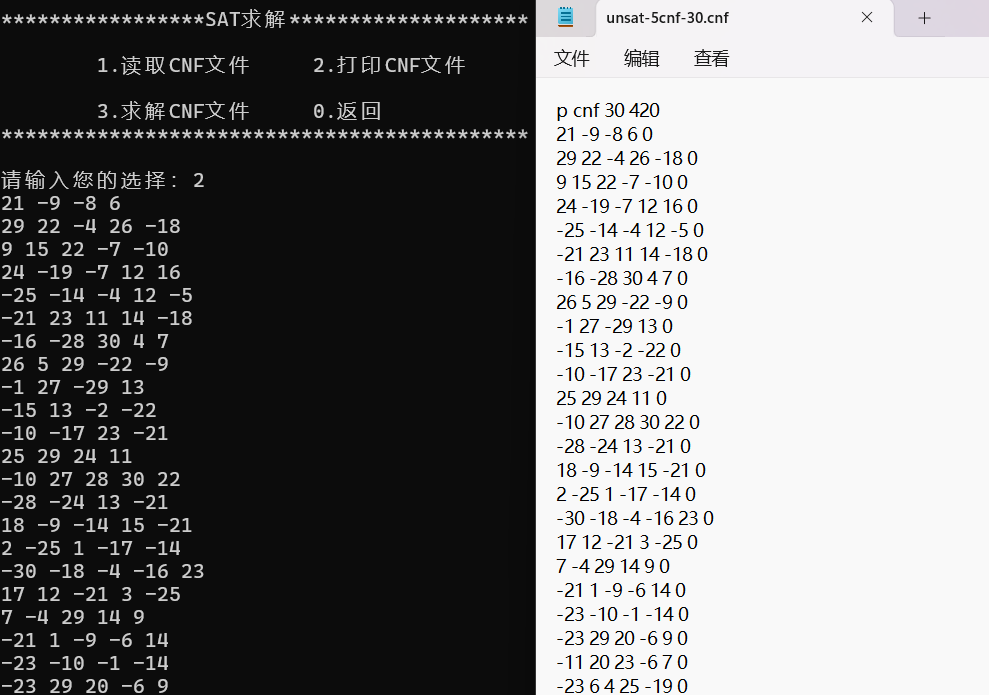 *****************SAT求解********************
1.读取CNF文件 2.打印CNF文件
3.求解CNF文件 0.返回
********************************************
请输入您的选择: 2
21 -9 -8 6
29 22 -4 26 -18
9 15 22 -7 -10
24 -19 -7 12 16
-25 -14 -4 12 -5
-21 23 11 14 -18
-16 -28 30 4 7
26 5 29 -22 -9
-1 27 -29 13
-15 13 -2 -22
-10 -17 23 -21
25 29 24 11
-10 27 28 30 22
-28 -24 13 -21
18 -9 -14 15 -21
2 -25 1 -17 -14
-30 -18 -4 -16 23
17 12 -21 3 -25
7 -4 29 14 9
-21 1 -9 -6 14
-23 -10 -1 -14
-23 29 20 -6 9
unsat-5cnf-30.cnf
文件 编辑 查看
p cnf 30 420
21 -9 -8 6 0
29 22 -4 26 -18 0
9 15 22 -7 -10 0
24 -19 -7 12 16 0
-25 -14 -4 12 -5 0
-21 23 11 14 -18 0
-16 -28 30 4 7 0
26 5 29 -22 -9 0
-1 27 -29 13 0
-15 13 -2 -22 0
-10 -17 23 -21 0
25 29 24 11 0
-10 27 28 30 22 0
-28 -24 13 -21 0
18 -9 -14 15 -21 0
2 -25 1 -17 -14 0
-30 -18 -4 -16 23 0
17 12 -21 3 -25 0
7 -4 29 14 9 0
-21 1 -9 -6 14 0
-23 -10 -1 -14 0
-23 29 20 -6 9 0
-11 20 23 -6 7 0
-23 6 4 25 -19 0